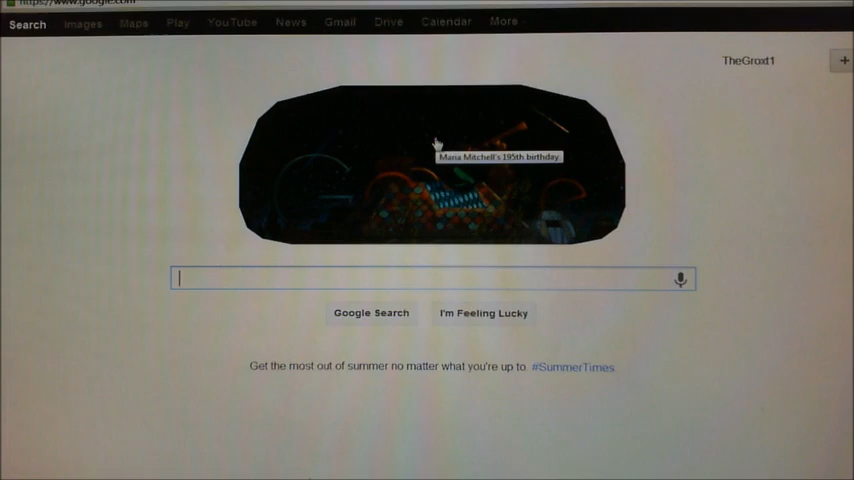 https://www.google.com
Search Images Maps Play YouTube News Gmail Drive Calendar More
TheGroxt1
+
Maria Mitchell's 195th birthday
Google Search I'm Feeling Lucky
Get the most out of summer no matter what you're up to. #SummerTimes